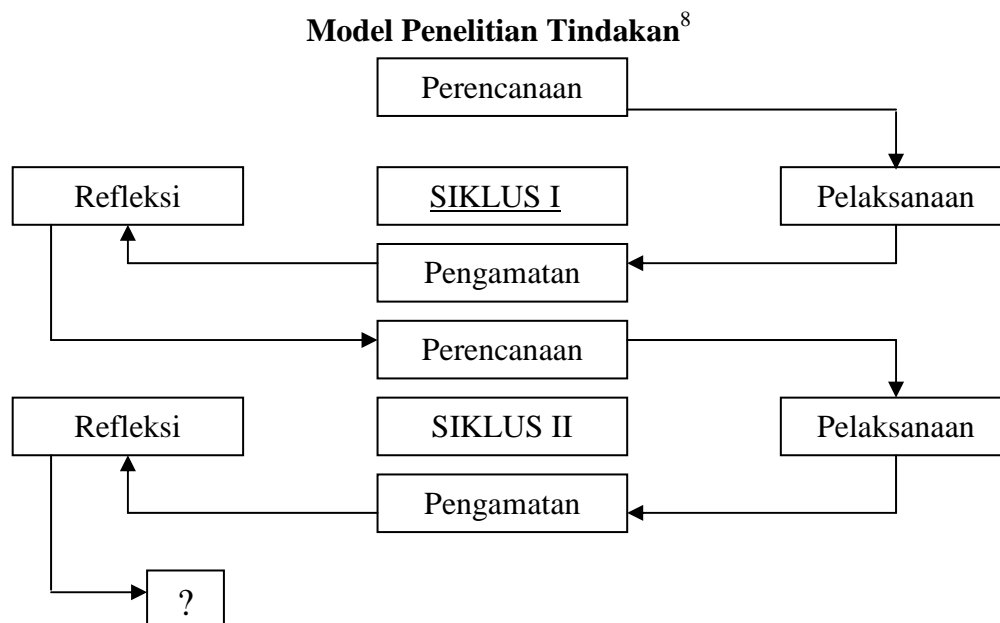 Model Penelitian Tindakan8
Perencanaan
Refleksi
SIKLUS I
Pelaksanaan
Pengamatan
Perencanaan
Refleksi
SIKLUS II
Pelaksanaan
Pengamatan
?